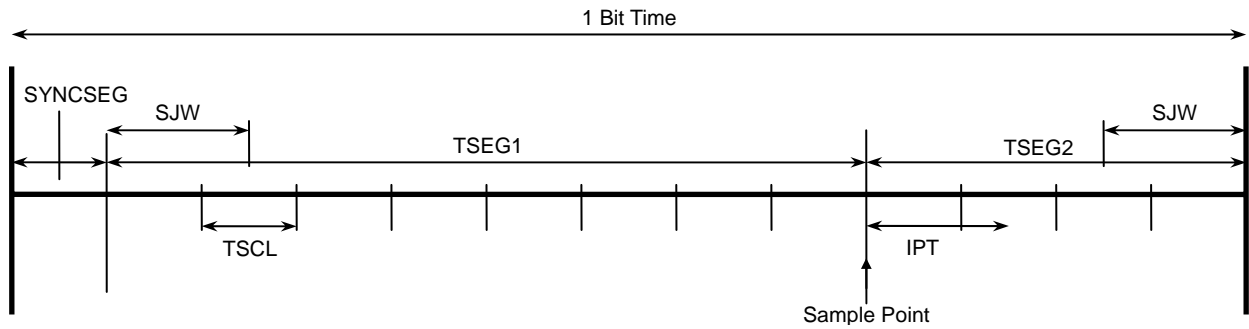 1 Bit Time
SYNCSEG
SJW
SJW
TSEG1
TSEG2
TSCL
IPT
Sample Point